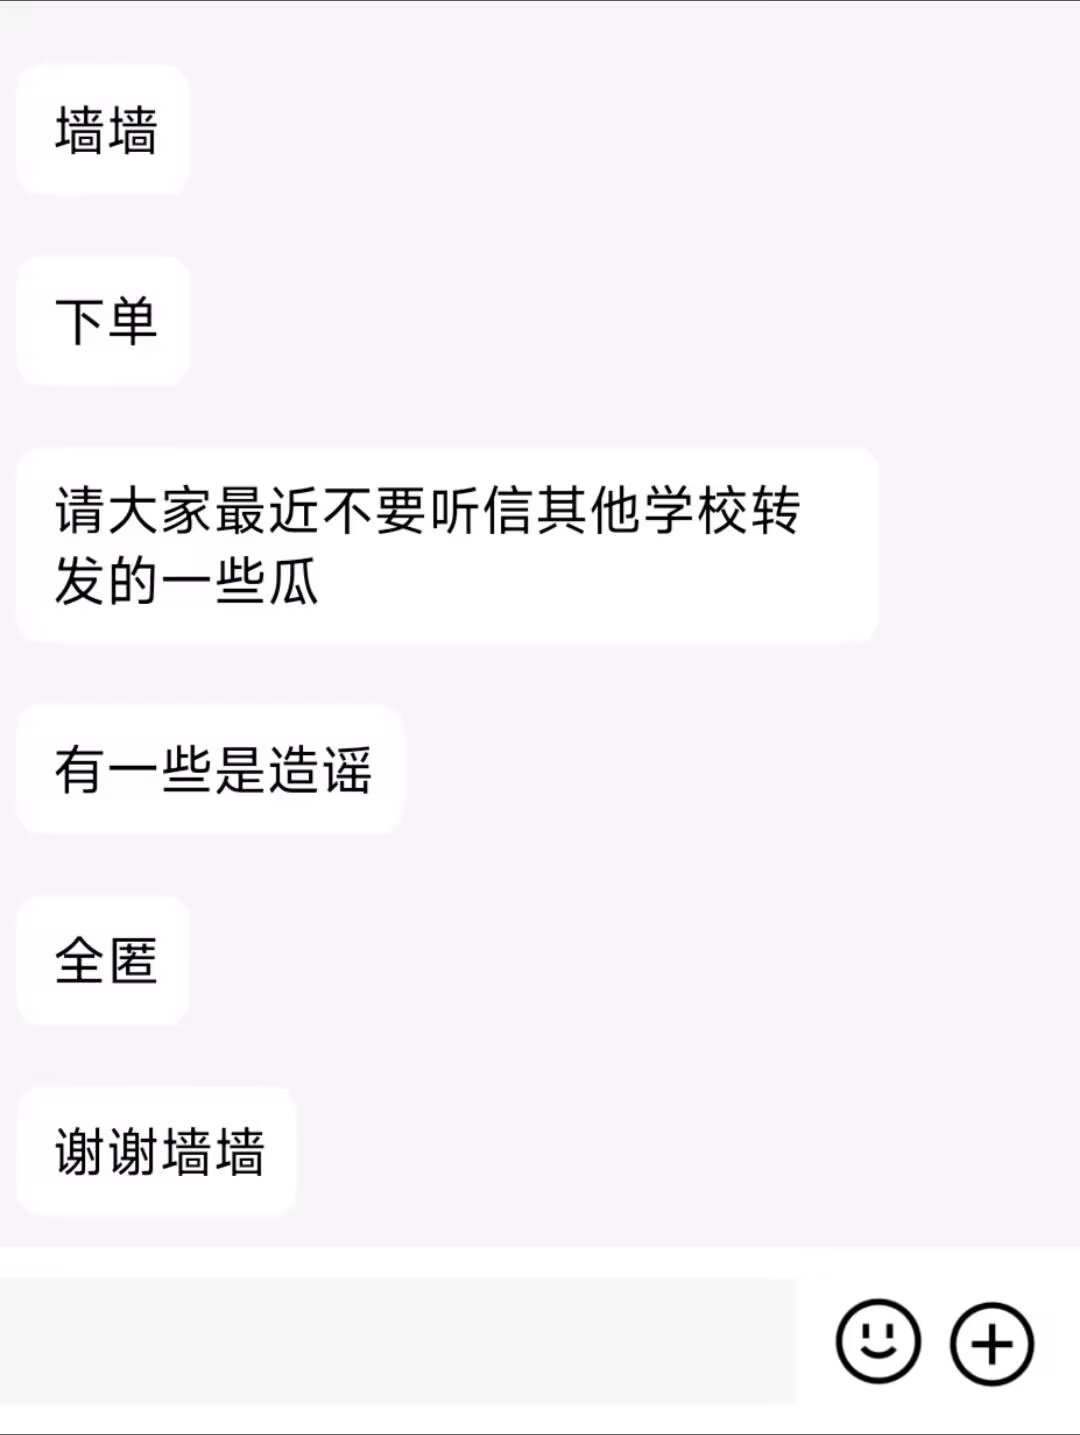 墙墙
下单
请大家最近不要听信其他学校转
发的一些瓜
有一些是造谣
全匿
谢谢墙墙